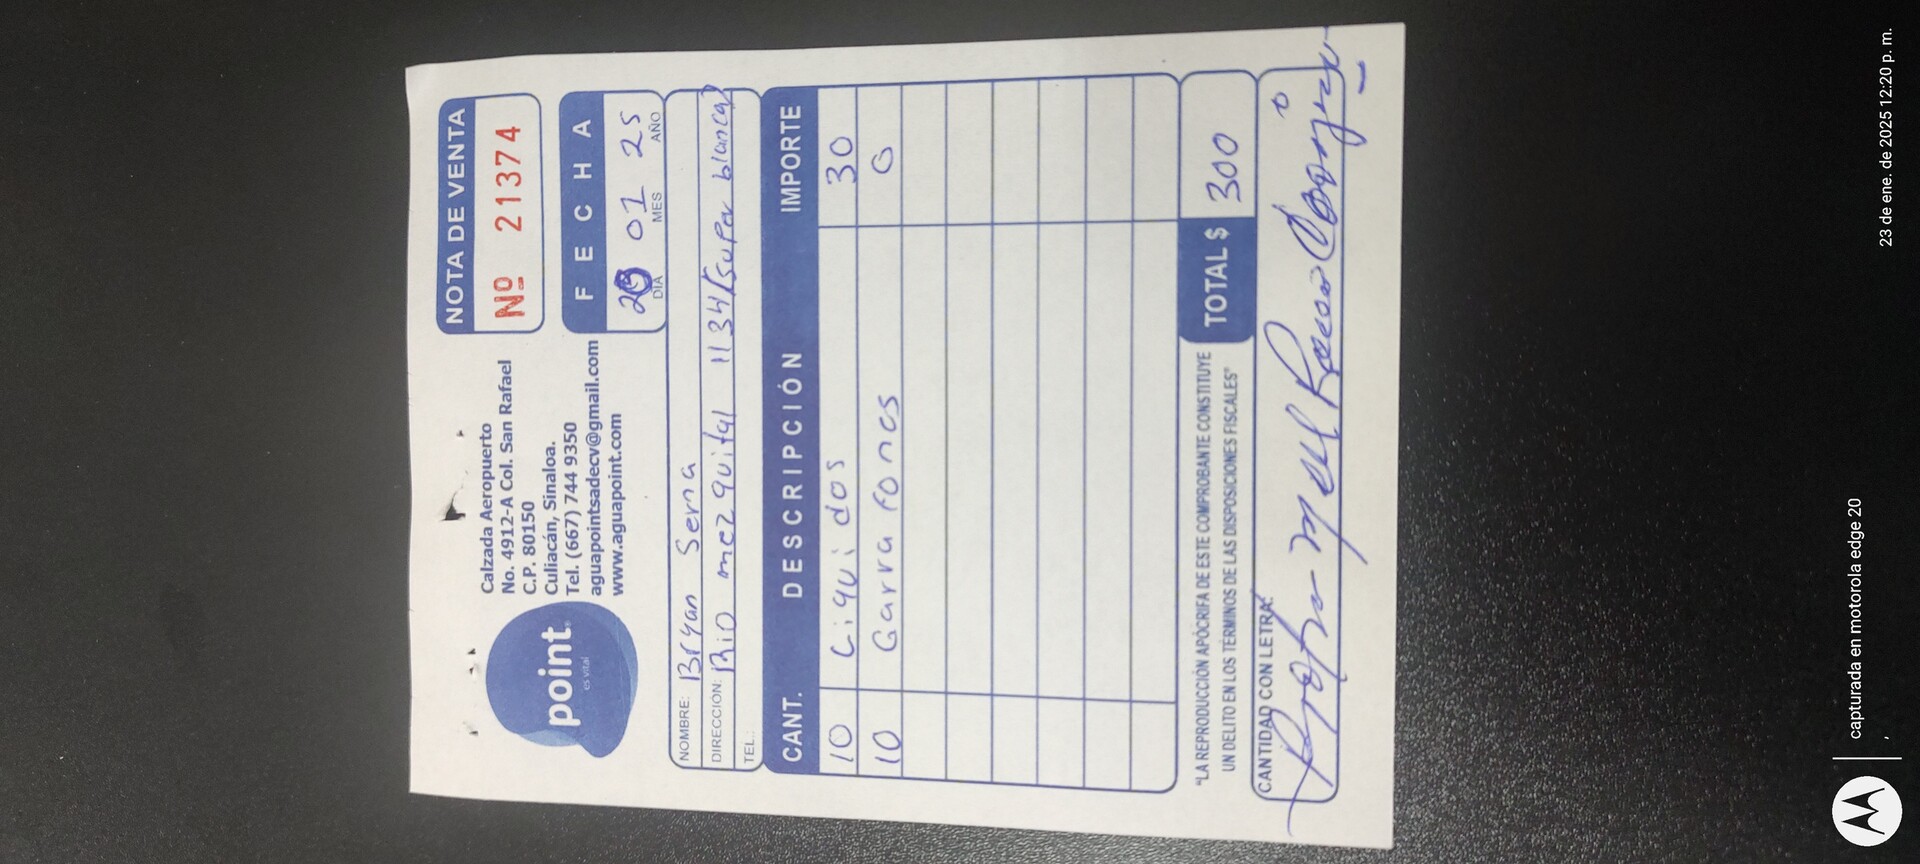 point
es vital
Calzada Aeropuerto
No. 4912-A Col. San Rafael
C.P. 80150
Culiacán, Sinaloa.
Tel. (667) 744 9350
aguapointsadecv@gmail.com
www.aguapoint.com
NOTA DE VENTA
Nº 21374
FECHA
01 25
DIA MES AÑO
NOMBRE: Bryan Serna
DIRECCION: Rio mezquital 1134 (super blanca)
TEL.:
CANT. DESCRIPCIÓN IMPORTE
10 Liquidos 30
10 Garrafones 0
"LA REPRODUCCIÓN APÓCRIFA DE ESTE COMPROBANTE CONSTITUYE
UN DELITO EN LOS TÉRMINOS DE LAS DISPOSICIONES FISCALES"
TOTAL $ 300
CANTIDAD CON LETRA:
capturada en motorola edge 20
23 de ene. de 2025 12:20 p. m.